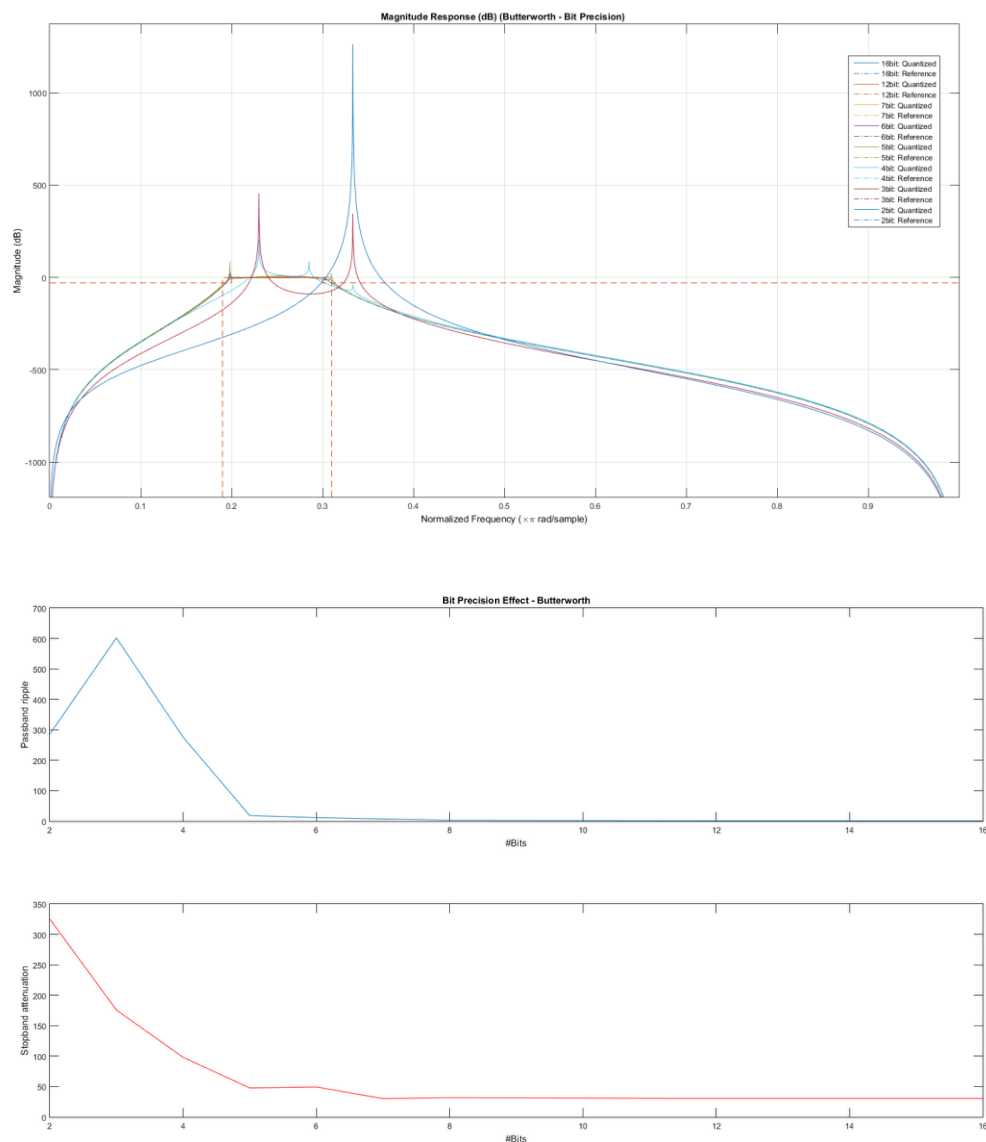 Magnitude Response (dB) (Butterworth - Bit Precision)
Magnitude (dB)
1000
500
0
-500
-1000
16bit: Quantized
16bit: Reference
12bit: Quantized
12bit: Reference
7bit: Quantized
7bit: Reference
6bit: Quantized
6bit: Reference
5bit: Quantized
5bit: Reference
4bit: Quantized
4bit: Reference
3bit: Quantized
3bit: Reference
2bit: Quantized
2bit: Reference
0 0.1 0.2 0.3 0.4 0.5 0.6 0.7 0.8 0.9
Normalized Frequency (×π rad/sample)
Bit Precision Effect - Butterworth
Passband ripple
700
600
500
400
300
200
100
0
2 4 6 8 10 12 14 16
#Bits
Stopband attenuation
350
300
250
200
150
100
50
0
2 4 6 8 10 12 14 16
#Bits